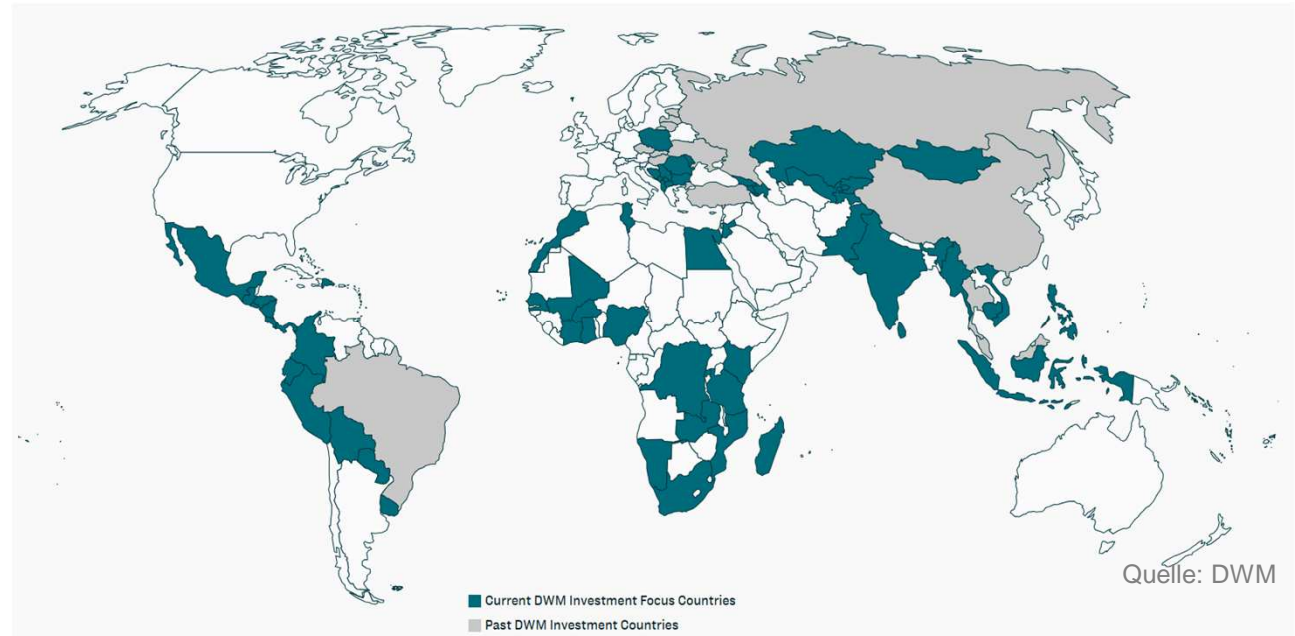 Quelle: DWM
Current DWM Investment Focus Countries
Past DWM Investment Countries